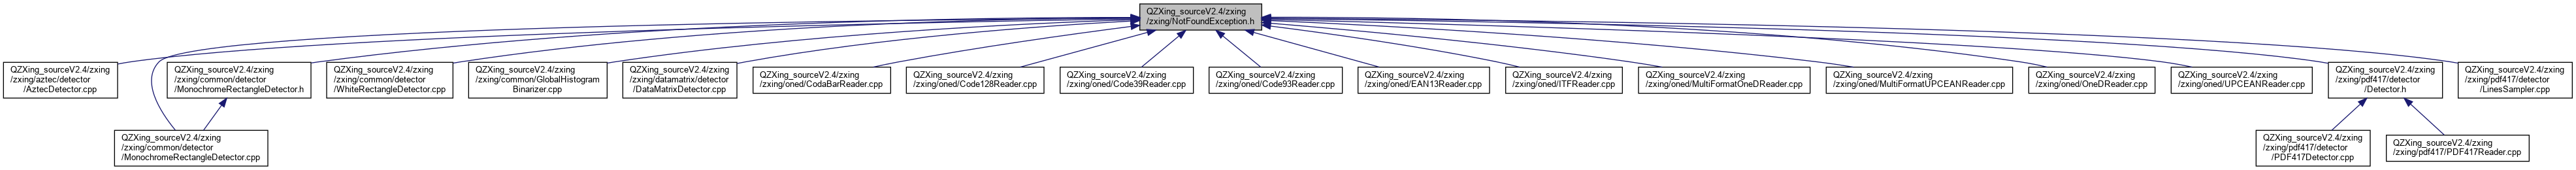 QZXing_sourceV2.4/zxing
/zxing/NotFoundException.h
QZXing_sourceV2.4/zxing
/zxing/aztec/detector
/AztecDetector.cpp
QZXing_sourceV2.4/zxing
/zxing/common/detector
/MonochromeRectangleDetector.h
QZXing_sourceV2.4/zxing
/zxing/common/detector
/WhiteRectangleDetector.cpp
QZXing_sourceV2.4/zxing
/zxing/common/GlobalHistogram
Binarizer.cpp
QZXing_sourceV2.4/zxing
/zxing/datamatrix/detector
/DataMatrixDetector.cpp
QZXing_sourceV2.4/zxing
/zxing/oned/CodaBarReader.cpp
QZXing_sourceV2.4/zxing
/zxing/oned/Code128Reader.cpp
QZXing_sourceV2.4/zxing
/zxing/oned/Code39Reader.cpp
QZXing_sourceV2.4/zxing
/zxing/oned/Code93Reader.cpp
QZXing_sourceV2.4/zxing
/zxing/oned/EAN13Reader.cpp
QZXing_sourceV2.4/zxing
/zxing/oned/ITFReader.cpp
QZXing_sourceV2.4/zxing
/zxing/oned/MultiFormatOneDReader.cpp
QZXing_sourceV2.4/zxing
/zxing/oned/MultiFormatUPCEANReader.cpp
QZXing_sourceV2.4/zxing
/zxing/oned/OneDReader.cpp
QZXing_sourceV2.4/zxing
/zxing/oned/UPCEANReader.cpp
QZXing_sourceV2.4/zxing
/zxing/pdf417/detector
/Detector.h
QZXing_sourceV2.4/zxing
/zxing/pdf417/detector
/LinesSampler.cpp
QZXing_sourceV2.4/zxing
/zxing/common/detector
/MonochromeRectangleDetector.cpp
QZXing_sourceV2.4/zxing
/zxing/pdf417/detector
/PDF417Detector.cpp
QZXing_sourceV2.4/zxing
/zxing/pdf417/PDF417Reader.cpp